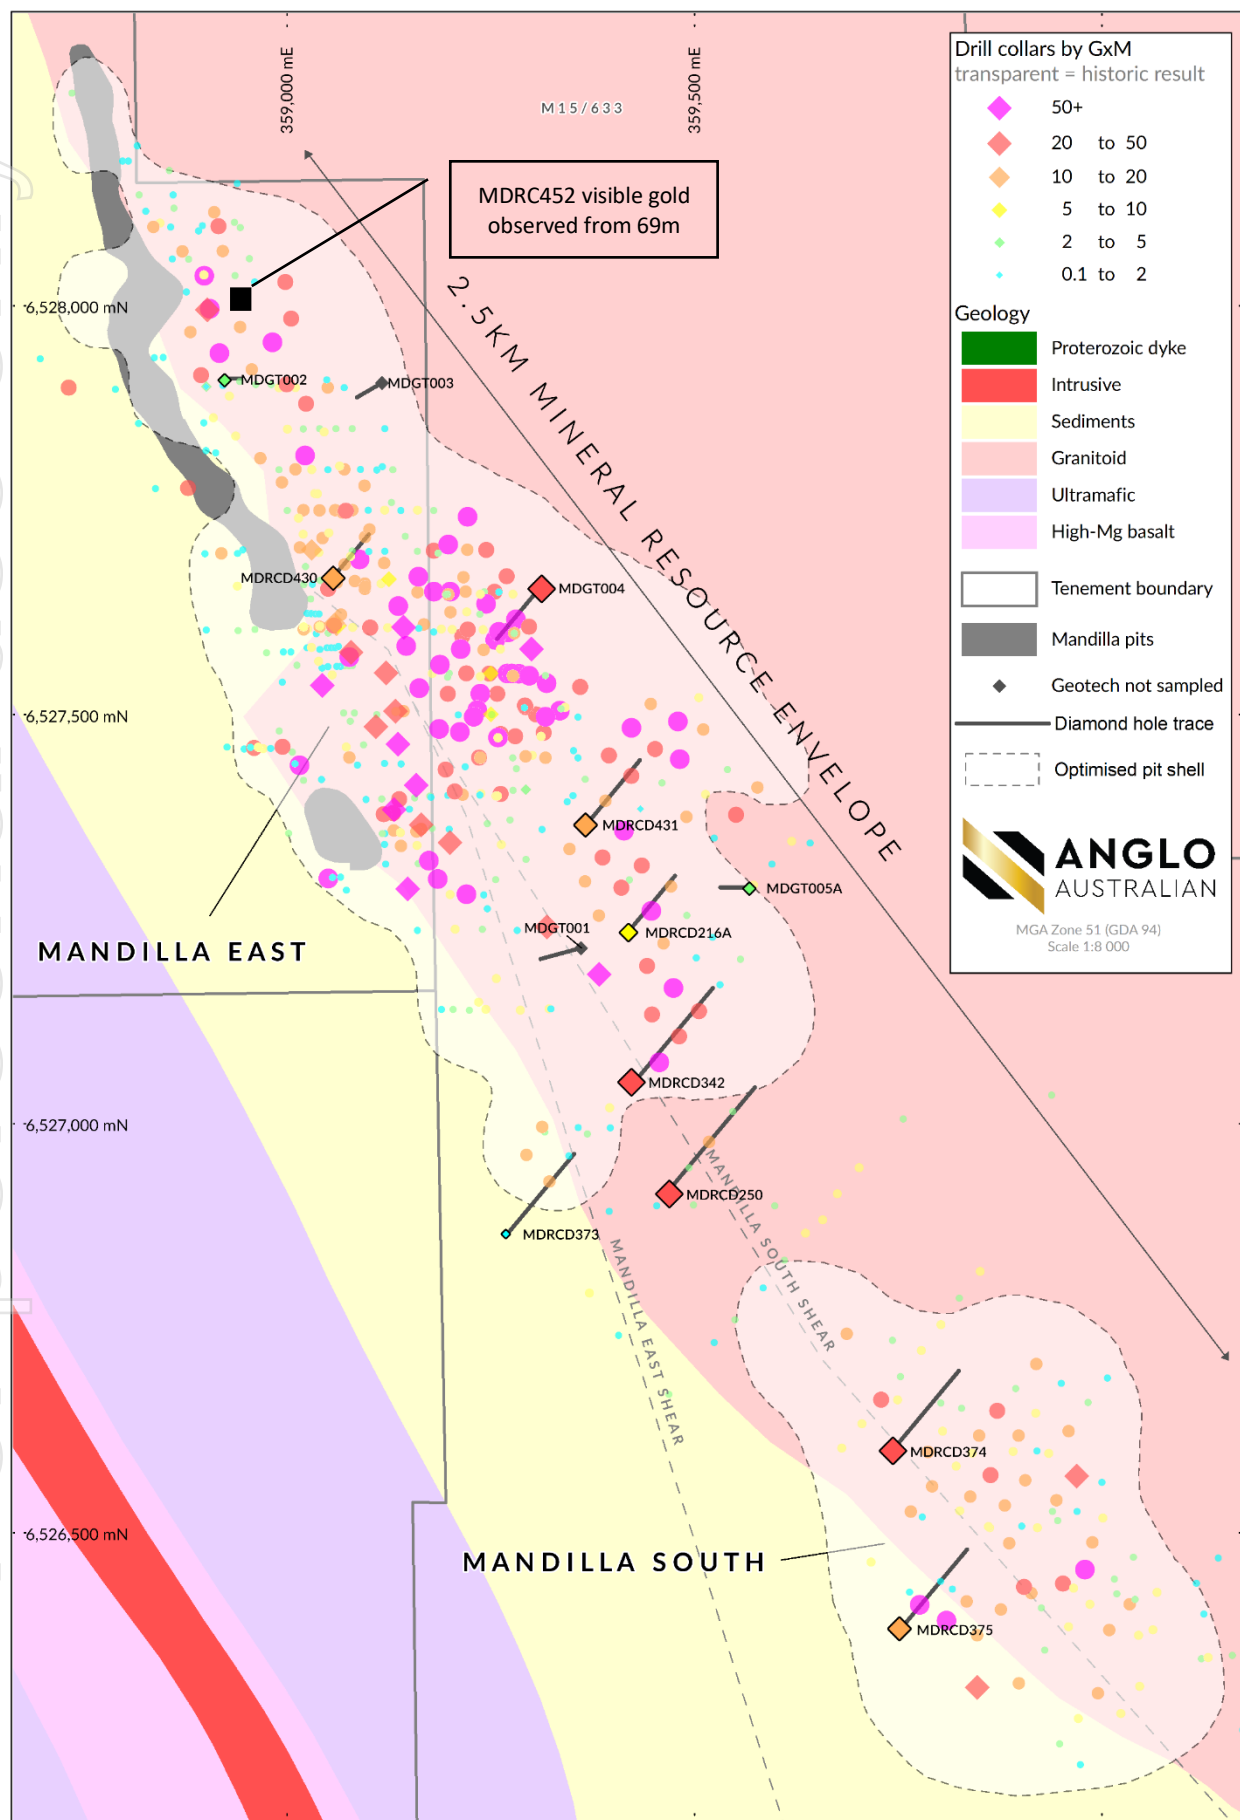 359,000 mE
359,500 mE
M15/633
Drill collars by GxM
transparent = historic result
50+
20 to 50
10 to 20
5 to 10
2 to 5
0.1 to 2
Geology
Proterozoic dyke
Intrusive
Sediments
Granitoid
Ultramafic
High-Mg basalt
Tenement boundary
Mandilla pits
Geotech not sampled
Diamond hole trace
Optimised pit shell
ANGLO
AUSTRALIAN
MGA Zone 51 (GDA 94)
Scale 1:8 000
MDRC452 visible gold
observed from 69m
2.5KM MINERAL RESOURCE ENVELOPE
6,528,000 mN
MDGT002
MDGT003
MDRCD430
MDGT004
6,527,500 mN
MDRCD431
MDGT005A
MDGT001
MDRCD216A
MANDILLA EAST
MDRCD342
6,527,000 mN
MANDILLA SOUTH SHEAR
MDRCD250
MDRCD373
MANDILLA EAST SHEAR
MDRCD374
6,526,500 mN
MANDILLA SOUTH
MDRCD375